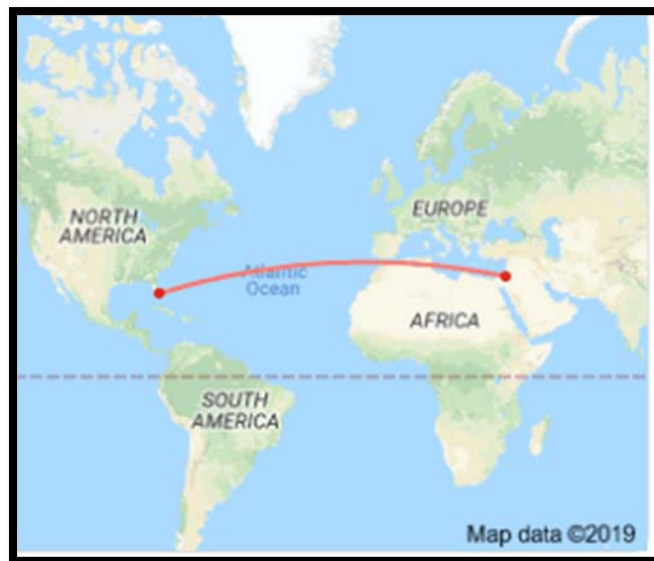 NORTH
AMERICA
EUROPE
Atlantic
Ocean
AFRICA
SOUTH
AMERICA
Map data ©2019